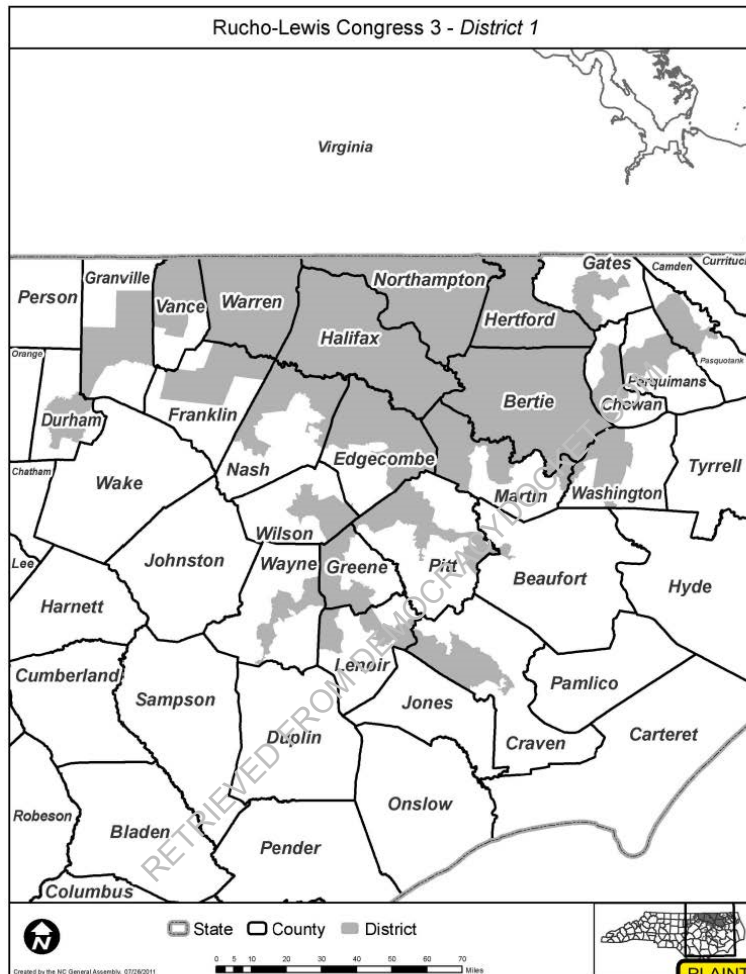 Rucho-Lewis Congress 3 - District 1
Virginia
Person
Granville
Vance
Warren
Northampton
Hertford
Gates
Camden
Currituck
Halifax
Orange
Durham
Franklin
Nash
Edgecombe
Bertie
Chowan
Perquimans
Pasquotank
Chatham
Wake
Martin
Washington
Tyrrell
Lee
Johnston
Wilson
Wayne
Greene
Pitt
Beaufort
Hyde
Harnett
Cumberland
Sampson
Lenoir
Jones
Pamlico
Duplin
Craven
Carteret
Robeson
Bladen
Onslow
Pender
Columbus
RETRIEVED FROM DEMOCRACYDOCKET.COM
N
State County District
0 5 10 20 30 40 50 60 70
Miles
Created by the NC General Assembly, 07/28/2011